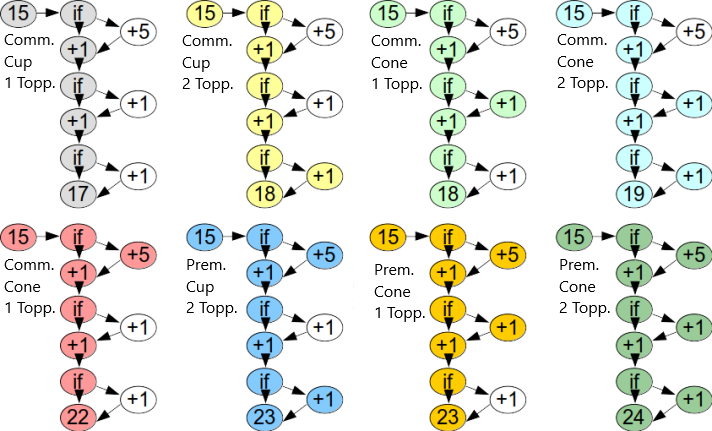 15 if
+5
Comm.
+1
Cup
1 Topp.
if
+1
+1
if
+1
17
15 if
+5
Comm.
+1
Cup
2 Topp.
if
+1
+1
if
+1
18
15 if
+5
Comm.
+1
Cone
1 Topp.
if
+1
+1
if
+1
18
15 if
+5
Comm.
+1
Cone
2 Topp.
if
+1
+1
if
+1
19
15 if
+5
Comm.
+1
Cone
1 Topp.
if
+1
+1
if
+1
22
15 if
+5
Prem.
+1
Cup
2 Topp.
if
+1
+1
if
+1
23
15 if
+5
Prem.
+1
Cone
1 Topp.
if
+1
+1
if
+1
23
15 if
+5
Prem.
+1
Cone
2 Topp.
if
+1
+1
if
+1
24